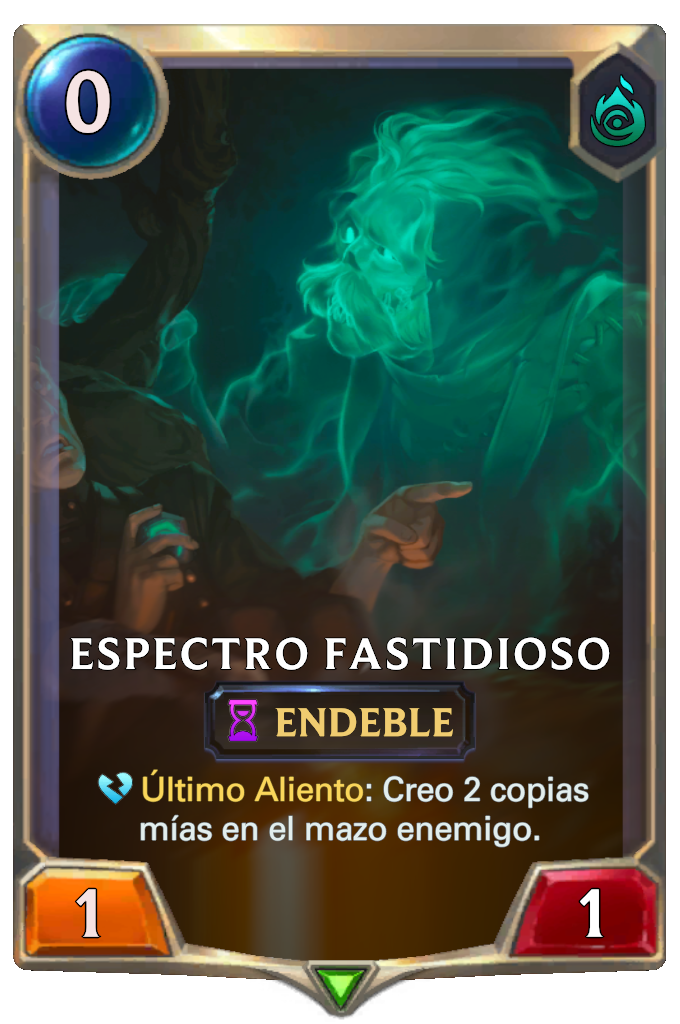 0
ESPECTRO FASTIDIOSO
ENDEBLE
Último Aliento: Creo 2 copias
mías en el mazo enemigo.
1 1